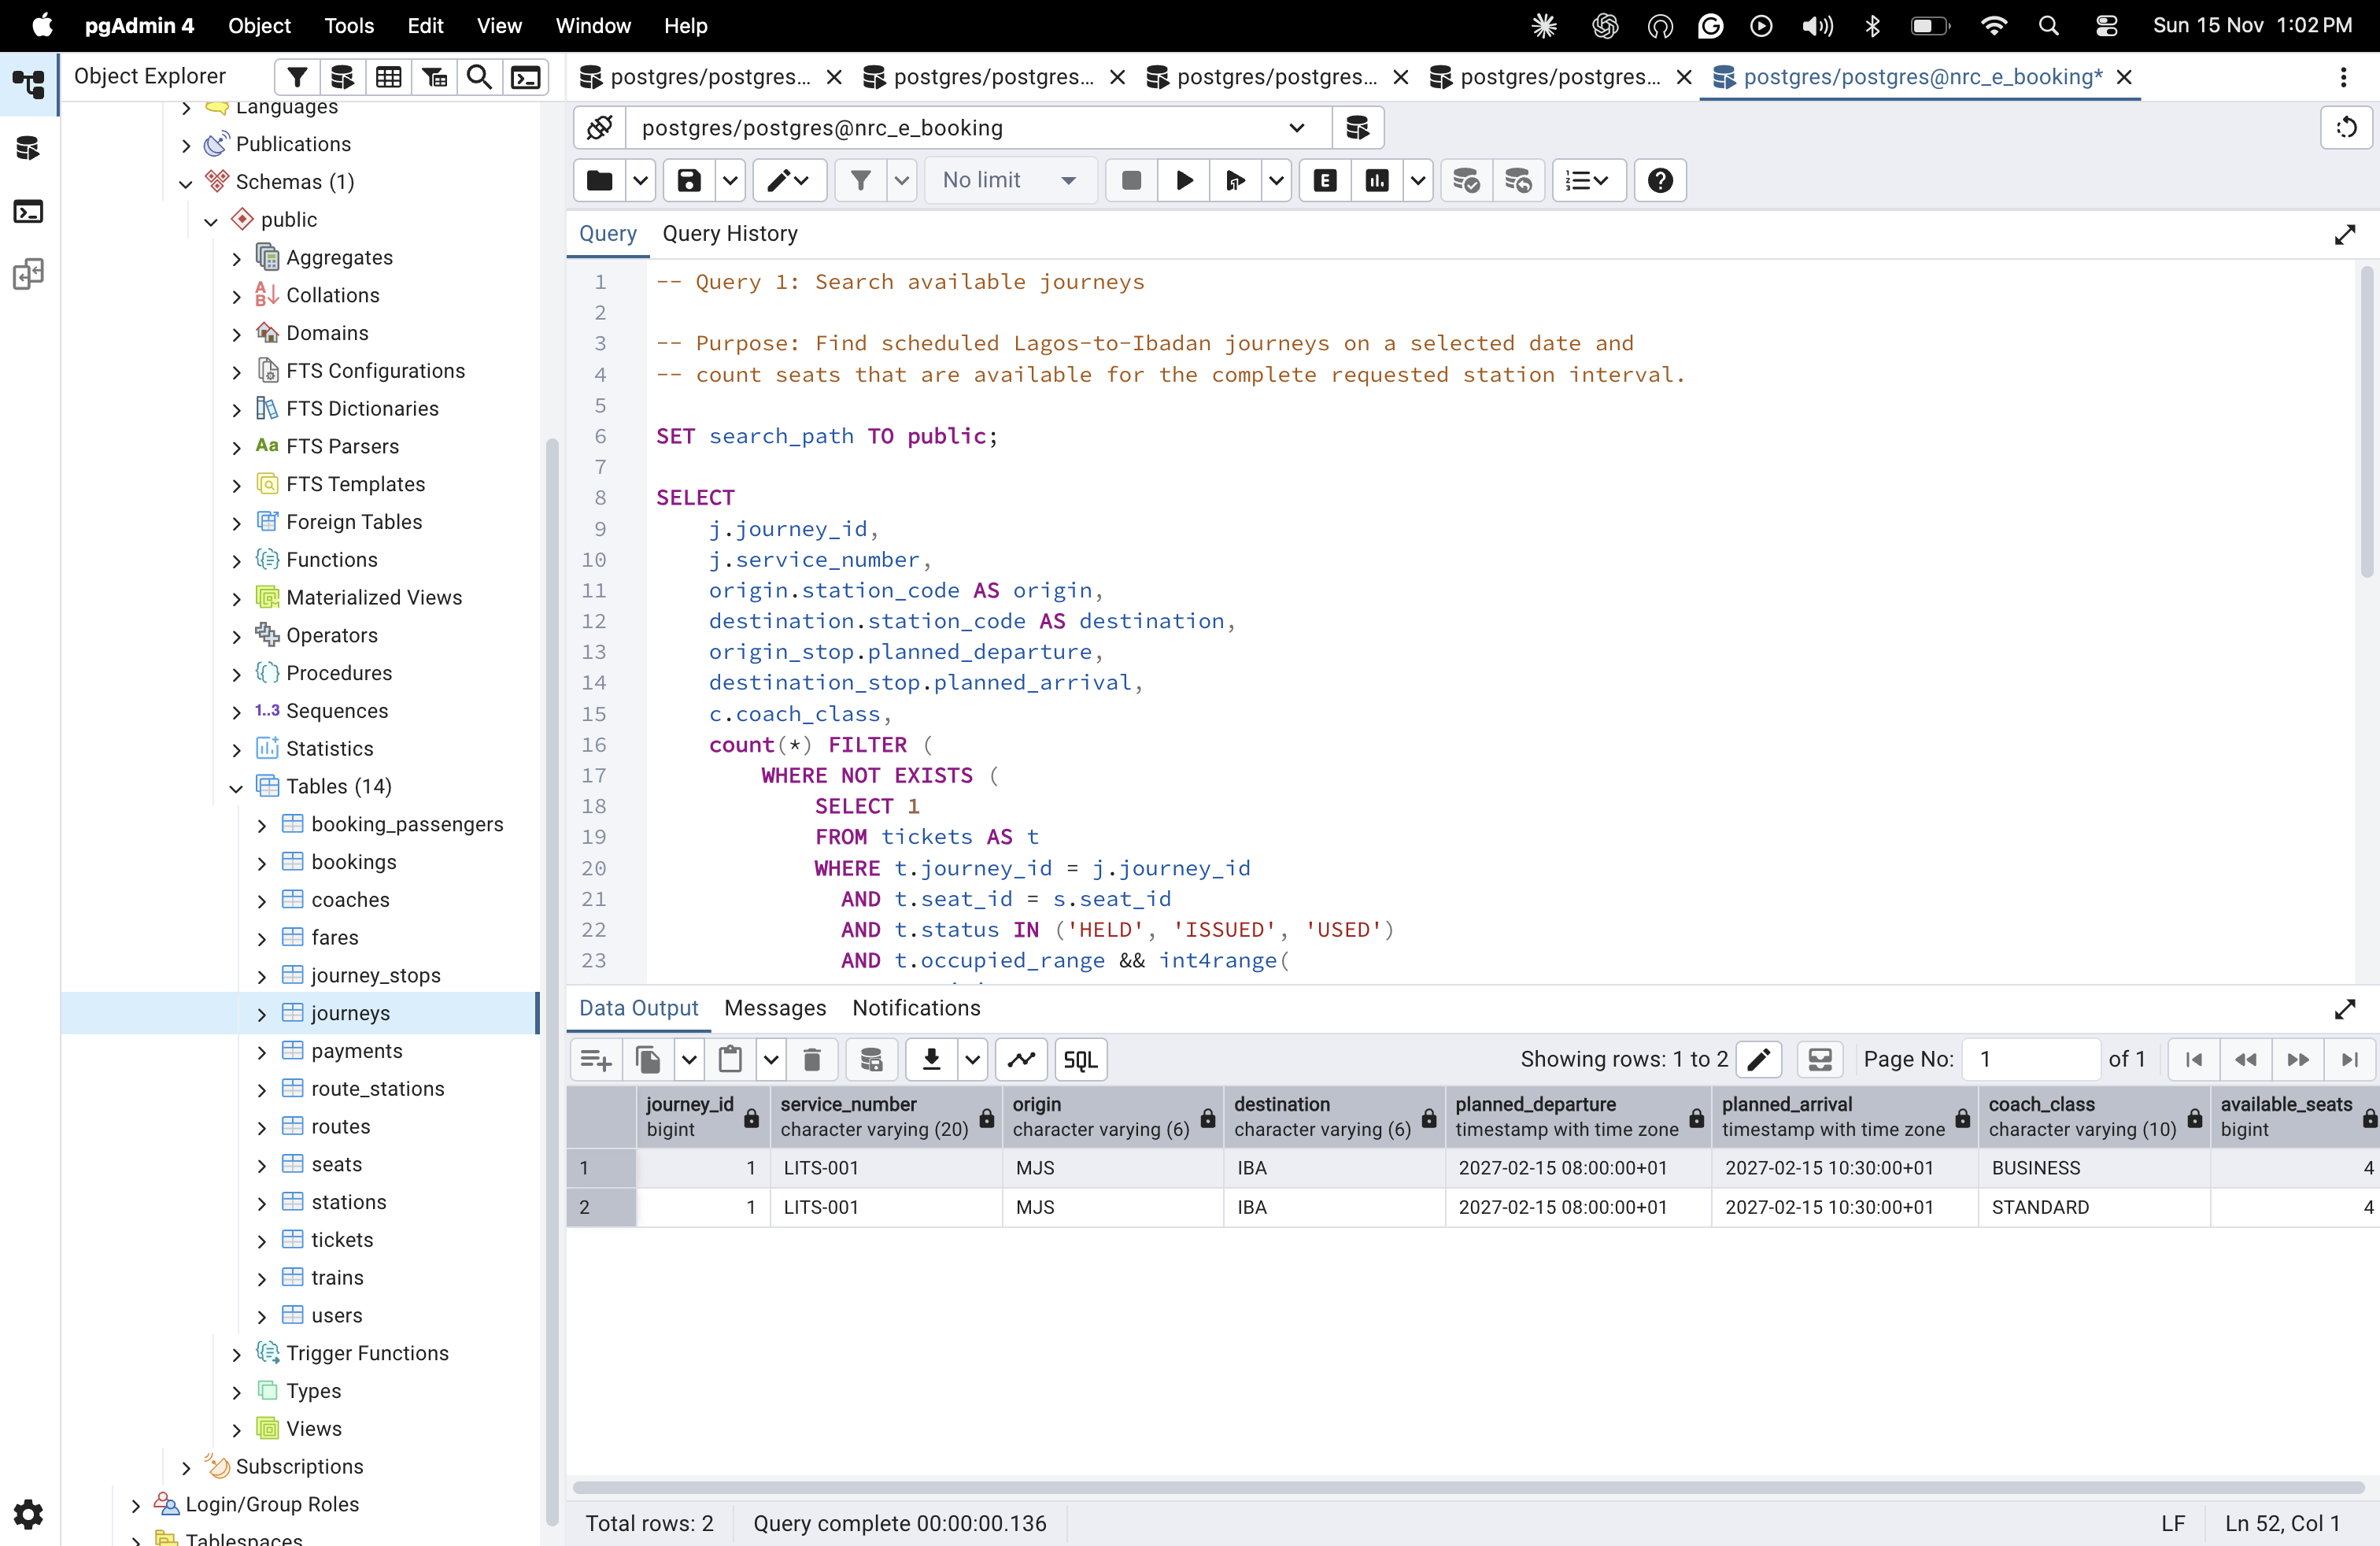 pgAdmin 4 Object Tools Edit View Window Help Sun 15 Nov 1:02 PM
Object Explorer
Languages
Publications
Schemas (1)
public
Aggregates
Collations
Domains
FTS Configurations
FTS Dictionaries
Aa FTS Parsers
FTS Templates
Foreign Tables
Functions
Materialized Views
Operators
Procedures
1..3 Sequences
Statistics
Tables (14)
booking_passengers
bookings
coaches
fares
journey_stops
journeys
payments
route_stations
routes
seats
stations
tickets
trains
users
Trigger Functions
Types
Views
Subscriptions
Login/Group Roles
Tablespaces
postgres/postgres... postgres/postgres... postgres/postgres... postgres/postgres... postgres/postgres@nrc_e_booking*
postgres/postgres@nrc_e_booking
No limit E
Query Query History
1 -- Query 1: Search available journeys
2
3 -- Purpose: Find scheduled Lagos-to-Ibadan journeys on a selected date and
4 -- count seats that are available for the complete requested station interval.
5
6 SET search_path TO public;
7
8 SELECT
9 j.journey_id,
10 j.service_number,
11 origin.station_code AS origin,
12 destination.station_code AS destination,
13 origin_stop.planned_departure,
14 destination_stop.planned_arrival,
15 c.coach_class,
16 count(*) FILTER (
17 WHERE NOT EXISTS (
18 SELECT 1
19 FROM tickets AS t
20 WHERE t.journey_id = j.journey_id
21 AND t.seat_id = s.seat_id
22 AND t.status IN ('HELD', 'ISSUED', 'USED')
23 AND t.occupied_range && int4range(
Data Output Messages Notifications
SQL Showing rows: 1 to 2 Page No: 1 of 1
journey_id service_number origin destination planned_departure planned_arrival coach_class available_seats
bigint character varying (20) character varying (6) character varying (6) timestamp with time zone timestamp with time zone character varying (10) bigint
1 1 LITS-001 MJS IBA 2027-02-15 08:00:00+01 2027-02-15 10:30:00+01 BUSINESS 4
2 1 LITS-001 MJS IBA 2027-02-15 08:00:00+01 2027-02-15 10:30:00+01 STANDARD 4
Total rows: 2 Query complete 00:00:00.136 LF Ln 52, Col 1